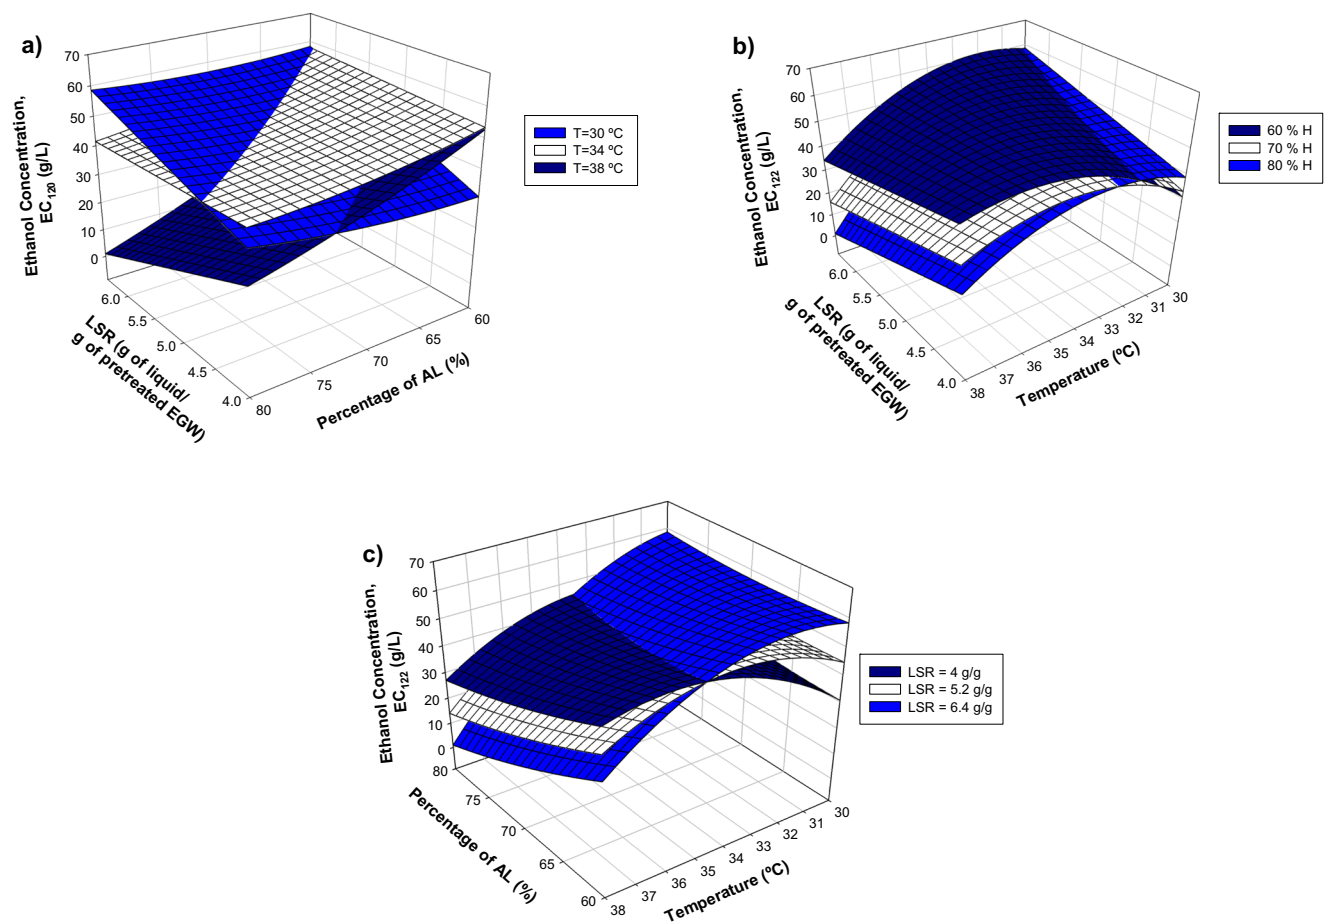 a)
Ethanol Concentration,
EC120 (g/L)
70
60
50
40
30
20
10
0
6.0
5.5
5.0
4.5
4.0
LSR (g of liquid/
g of pretreated EGW)
80
75
70
65
60
Percentage of AL (%)
T=30 ºC
T=34 ºC
T=38 ºC
b)
Ethanol Concentration,
EC122 (g/L)
70
60
50
40
30
20
10
0
6.0
5.5
5.0
4.5
4.0
LSR (g of liquid/
g of pretreated EGW)
38
37
36
35
34
33
32
31
30
Temperature (ºC)
60 % H
70 % H
80 % H
c)
Ethanol Concentration,
EC122 (g/L)
70
60
50
40
30
20
10
0
80
75
70
65
60
Percentage of AL (%)
38
37
36
35
34
33
32
31
30
Temperature (ºC)
LSR = 4 g/g
LSR = 5.2 g/g
LSR = 6.4 g/g